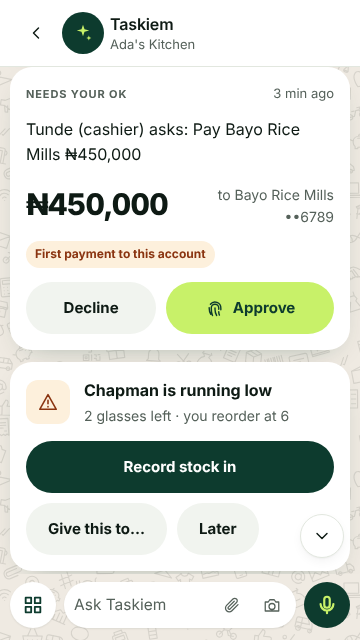 Taskiem
Ada's Kitchen
NEEDS YOUR OK
3 min ago
Tunde (cashier) asks: Pay Bayo Rice
Mills ₦450,000
₦450,000
to Bayo Rice Mills
••6789
First payment to this account
Decline
Approve
Chapman is running low
2 glasses left · you reorder at 6
Record stock in
Give this to...
Later
Ask Taskiem